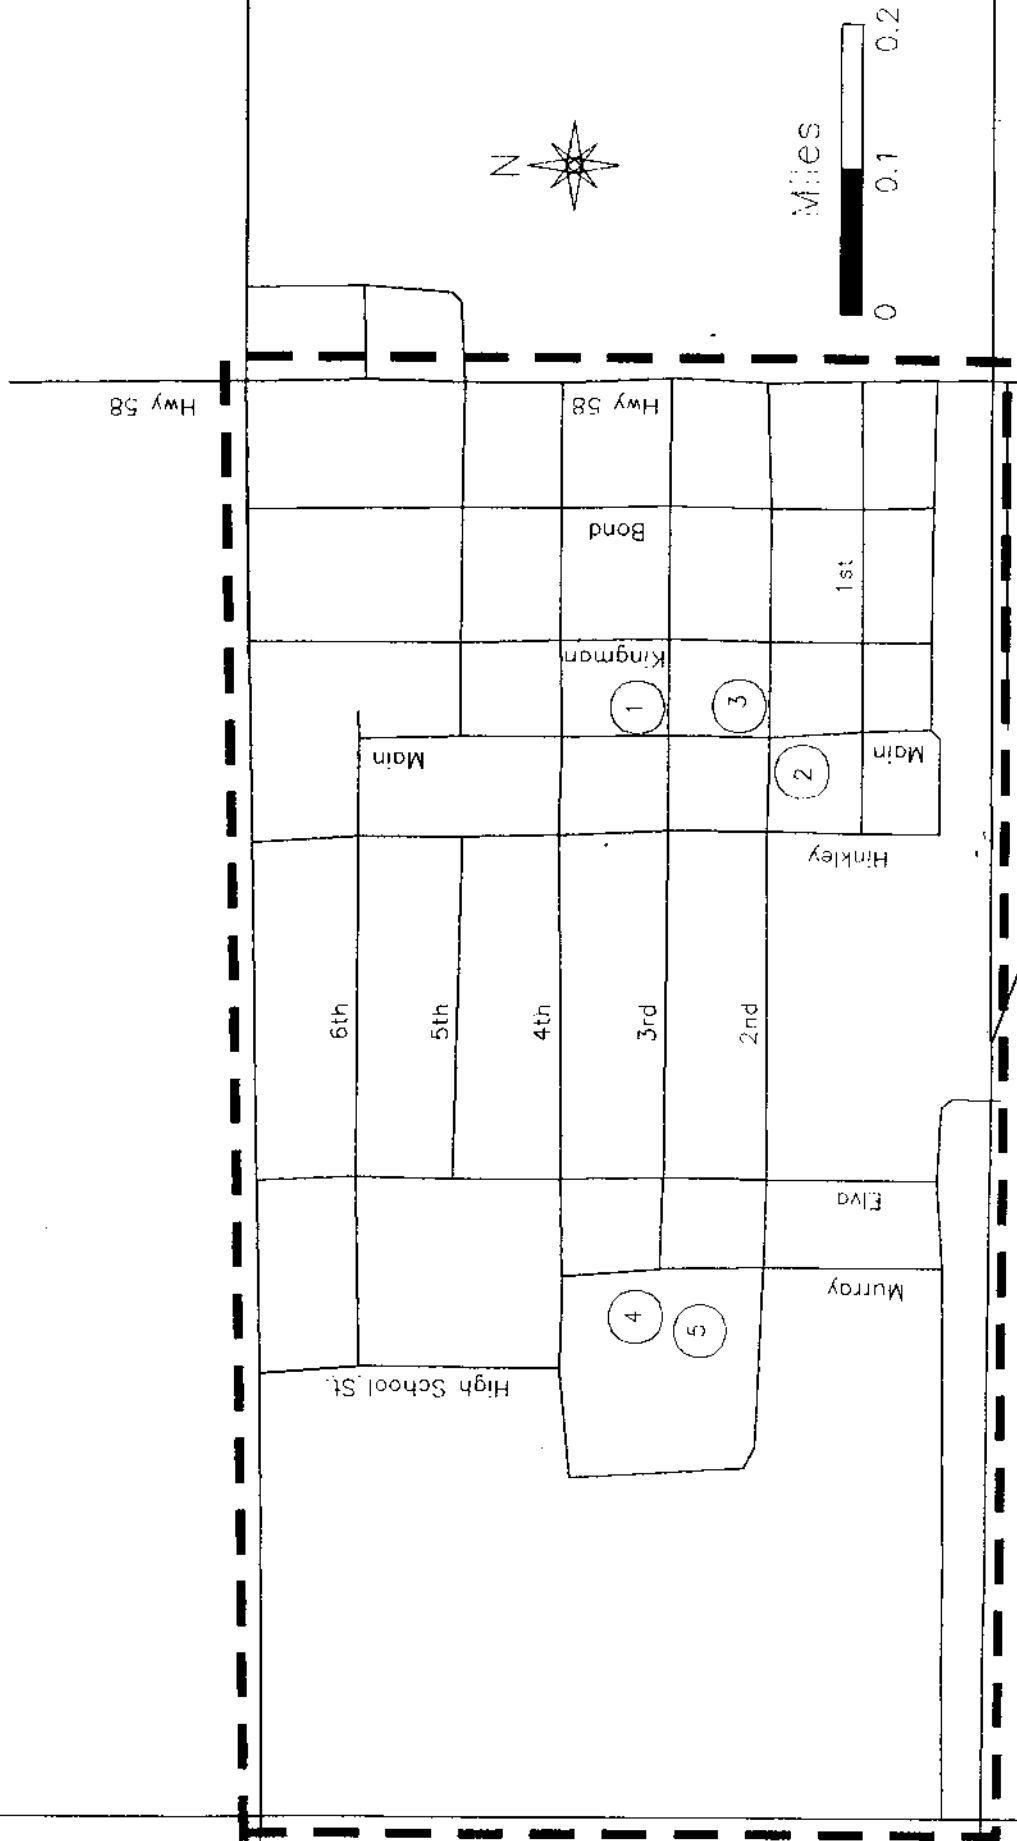 N
Miles
0
0.1
0.2
Hwy 58
Hwy 58
Bond
Kingman
1st
Main
Main
1
3
2
Hinkley
6th
5th
4th
3rd
2nd
Elva
Murray
4
5
High School St.